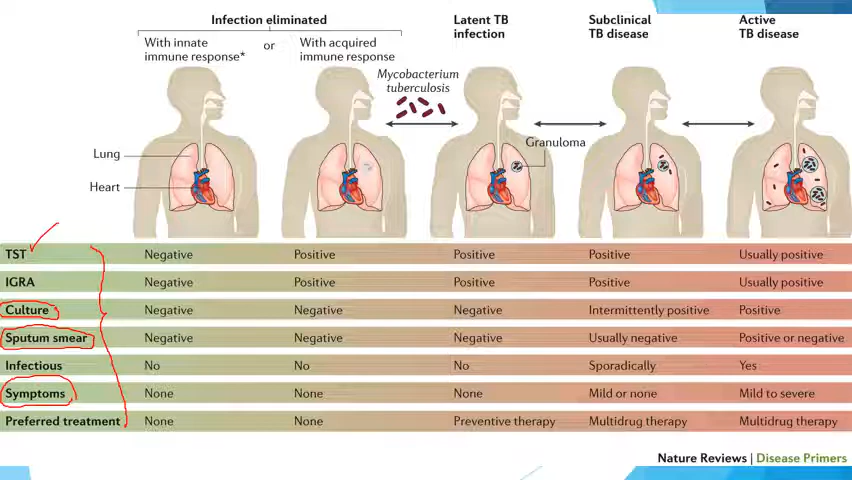 Infection eliminated
Latent TB
infection
Subclinical
TB disease
Active
TB disease
With innate
immune response*
or
With acquired
immune response
Mycobacterium
tuberculosis
Granuloma
Lung
Heart
TST Negative Positive Positive Positive Usually positive
IGRA Negative Positive Positive Positive Usually positive
Culture Negative Negative Negative Intermittently positive Positive
Sputum smear Negative Negative Negative Usually negative Positive or negative
Infectious No No No Sporadically Yes
Symptoms None None None Mild or none Mild to severe
Preferred treatment None None Preventive therapy Multidrug therapy Multidrug therapy
Nature Reviews | Disease Primers